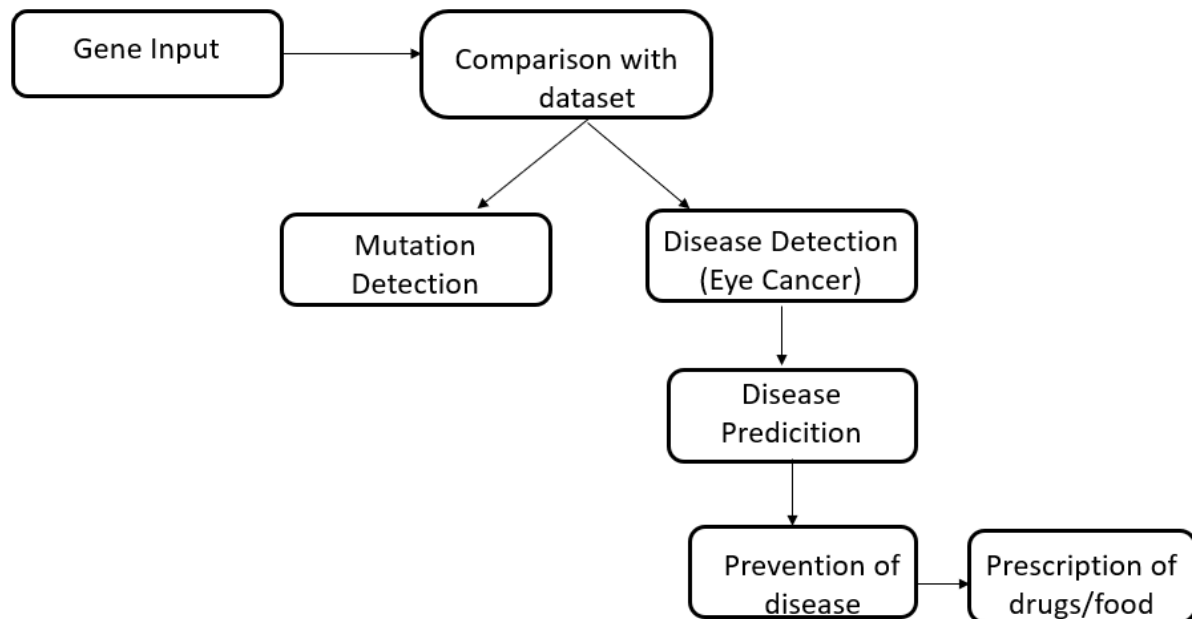 Gene Input
Comparison with
dataset
Mutation
Detection
Disease Detection
(Eye Cancer)
Disease
Predicition
Prevention of
disease
Prescription of
drugs/food